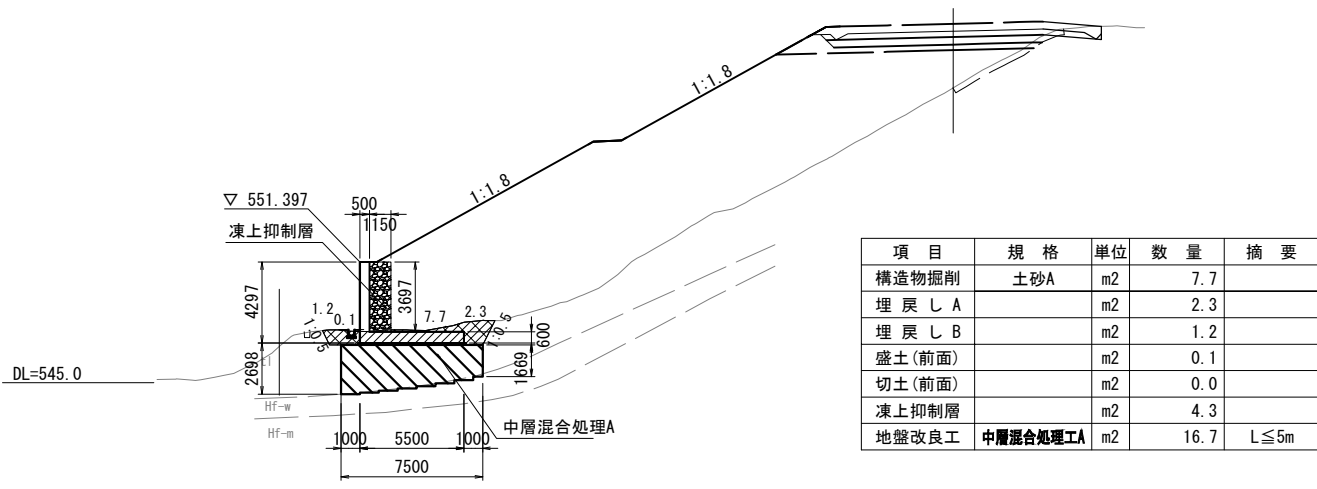 1:1.8
1:1.8
▽ 551.397
500
1150
凍上抑制層
4297
3697
1.2
0.1
7.7
2.3
1:0.5
1:0.5
600
2698
1669
DL=545.0
Hf-w
Hf-m
中層混合処理A
1000 5500 1000
7500
項 目 規 格 単位 数 量 摘 要
構造物掘削 土砂A m2 7.7
埋 戻 し A m2 2.3
埋 戻 し B m2 1.2
盛土(前面) m2 0.1
切土(前面) m2 0.0
凍上抑制層 m2 4.3
地盤改良工 中層混合処理工A m2 16.7 L≦5m